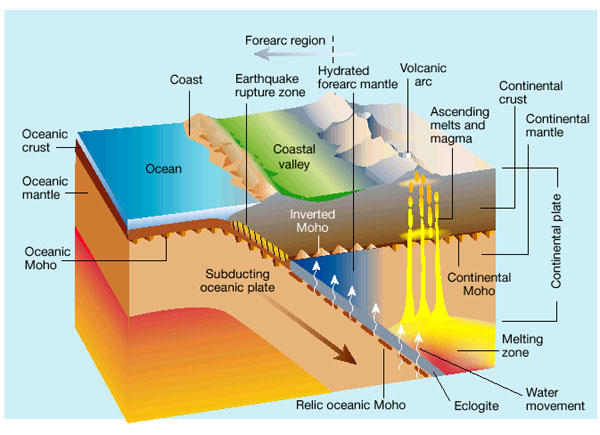 Forearc region
Coast
Earthquake
rupture zone
Hydrated
forearc mantle
Volcanic
arc
Continental
crust
Ascending
melts and
magma
Continental
mantle
Oceanic
crust
Ocean
Coastal
valley
Oceanic
mantle
Inverted
Moho
Continental plate
Oceanic
Moho
Subducting
oceanic plate
Continental
Moho
Melting
zone
Relic oceanic Moho
Eclogite
Water
movement